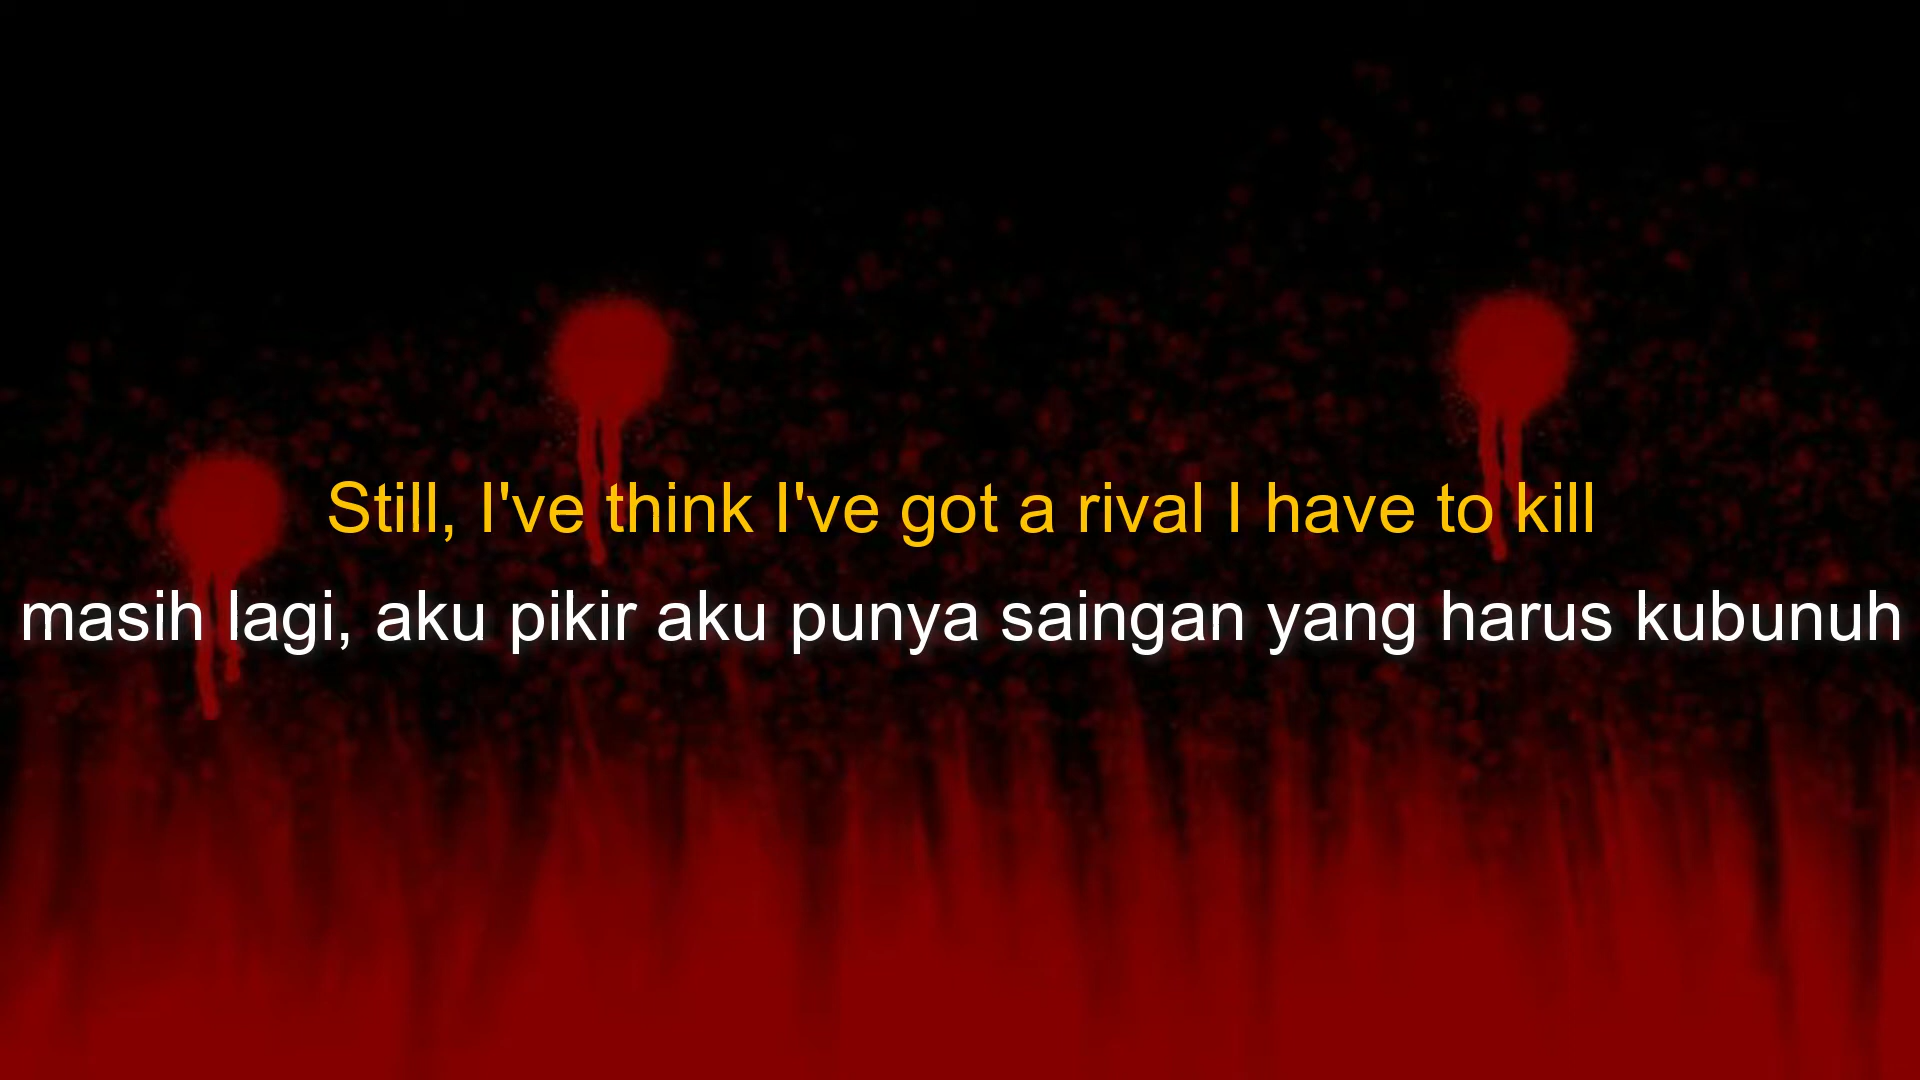 Still, I've think I've got a rival I have to kill
masih lagi, aku pikir aku punya saingan yang harus kubunuh